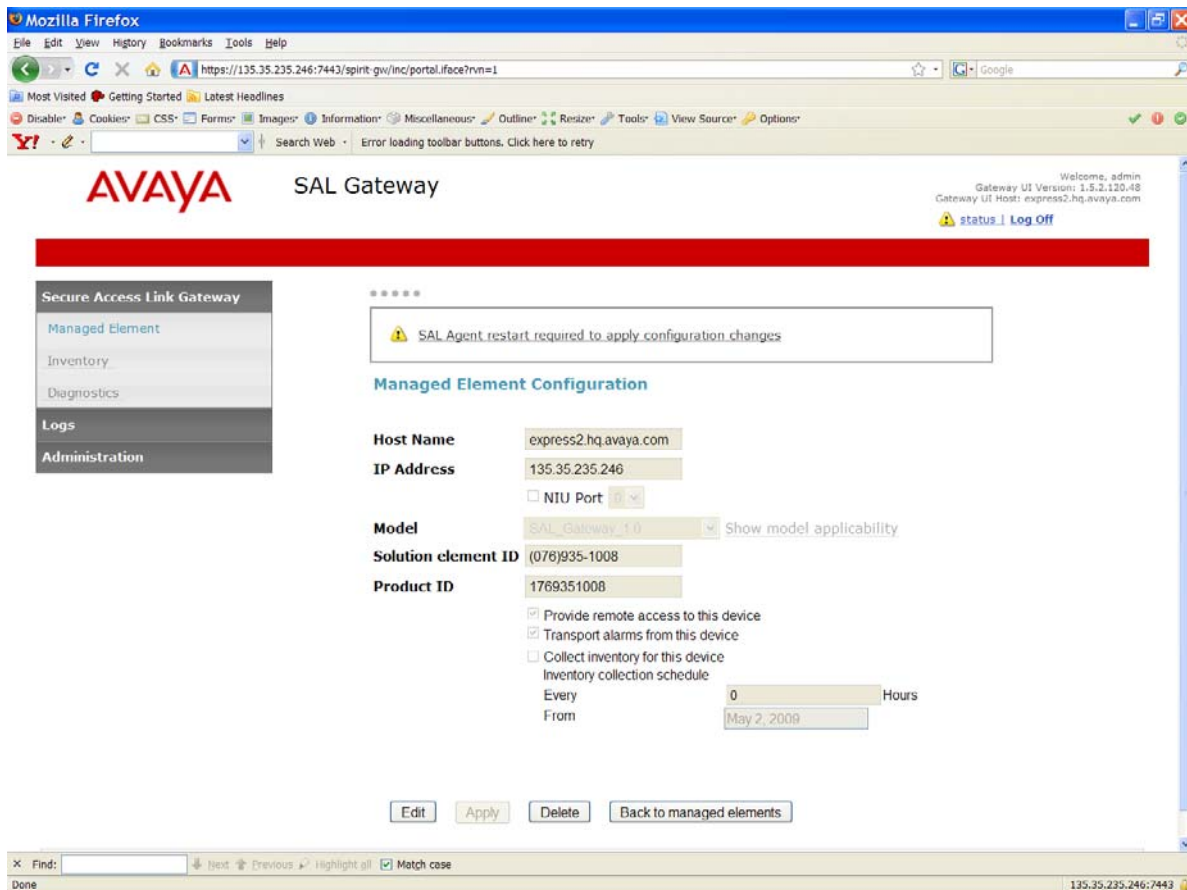 Mozilla Firefox
File Edit View History Bookmarks Tools Help
https://135.35.235.246:7443/spirit-gw/inc/portal.iface?rvn=1
Google
Most Visited Getting Started Latest Headlines
Disable Cookies CSS Forms Images Information Miscellaneous Outline Resize Tools View Source Options
Y! Search Web Error loading toolbar buttons. Click here to retry
AVAYA SAL Gateway
Welcome, admin
Gateway UI Version: 1.5.2.120.48
Gateway UI Host: express2.hq.avaya.com
status | Log Off
Secure Access Link Gateway
Managed Element
Inventory
Diagnostics
Logs
Administration
SAL Agent restart required to apply configuration changes
Managed Element Configuration
Host Name express2.hq.avaya.com
IP Address 135.35.235.246
NIU Port 0
Model SAL_Gateway_1.0 Show model applicability
Solution element ID (076)935-1008
Product ID 1769351008
Provide remote access to this device
Transport alarms from this device
Collect inventory for this device
Inventory collection schedule
Every 0 Hours
From May 2, 2009
Edit Apply Delete Back to managed elements
Find: Next Previous Highlight all Match case
Done 135.35.235.246:7443